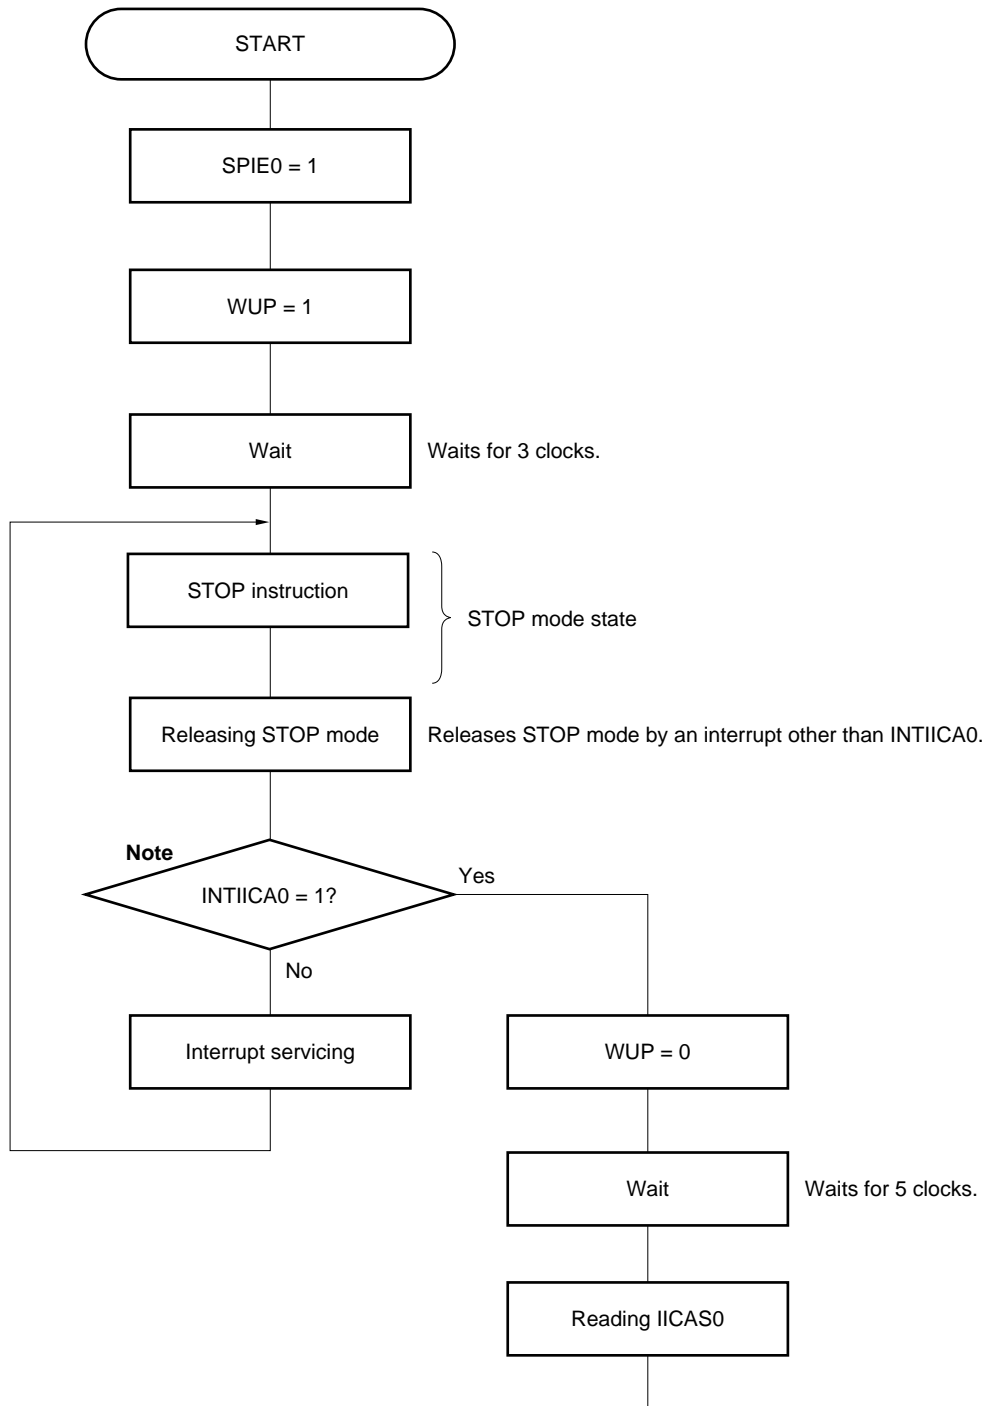 START
SPIE0 = 1
WUP = 1
Wait
Waits for 3 clocks.
STOP instruction
STOP mode state
Releasing STOP mode
Releases STOP mode by an interrupt other than INTIICA0.
Note
INTIICA0 = 1?
Yes
No
Interrupt servicing
WUP = 0
Wait
Waits for 5 clocks.
Reading IICAS0